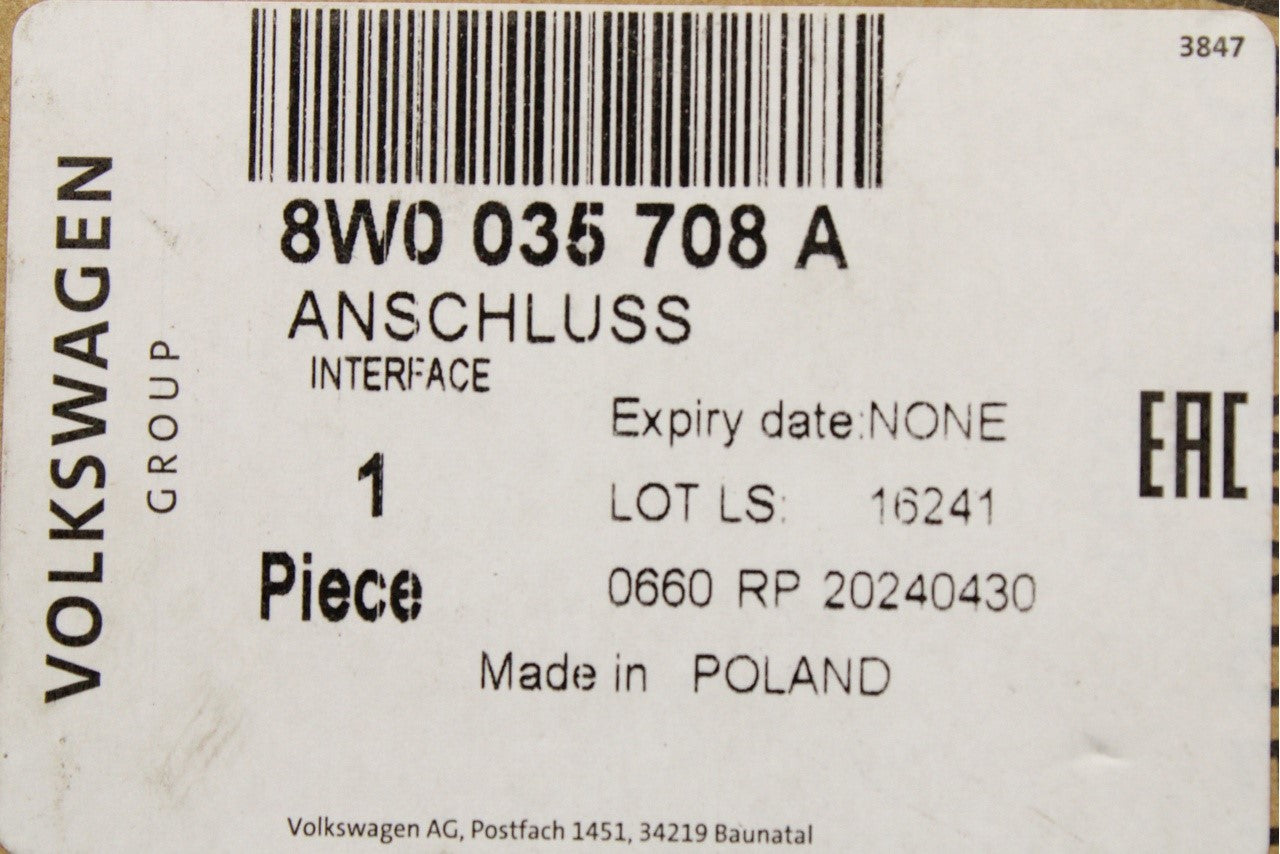 3847
VOLKSWAGEN
GROUP
8W0 035 708 A
ANSCHLUSS
INTERFACE
Expiry date:NONE
EAC
1
LOT LS: 16241
Piece
0660 RP 20240430
Made in POLAND
Volkswagen AG, Postfach 1451, 34219 Baunatal